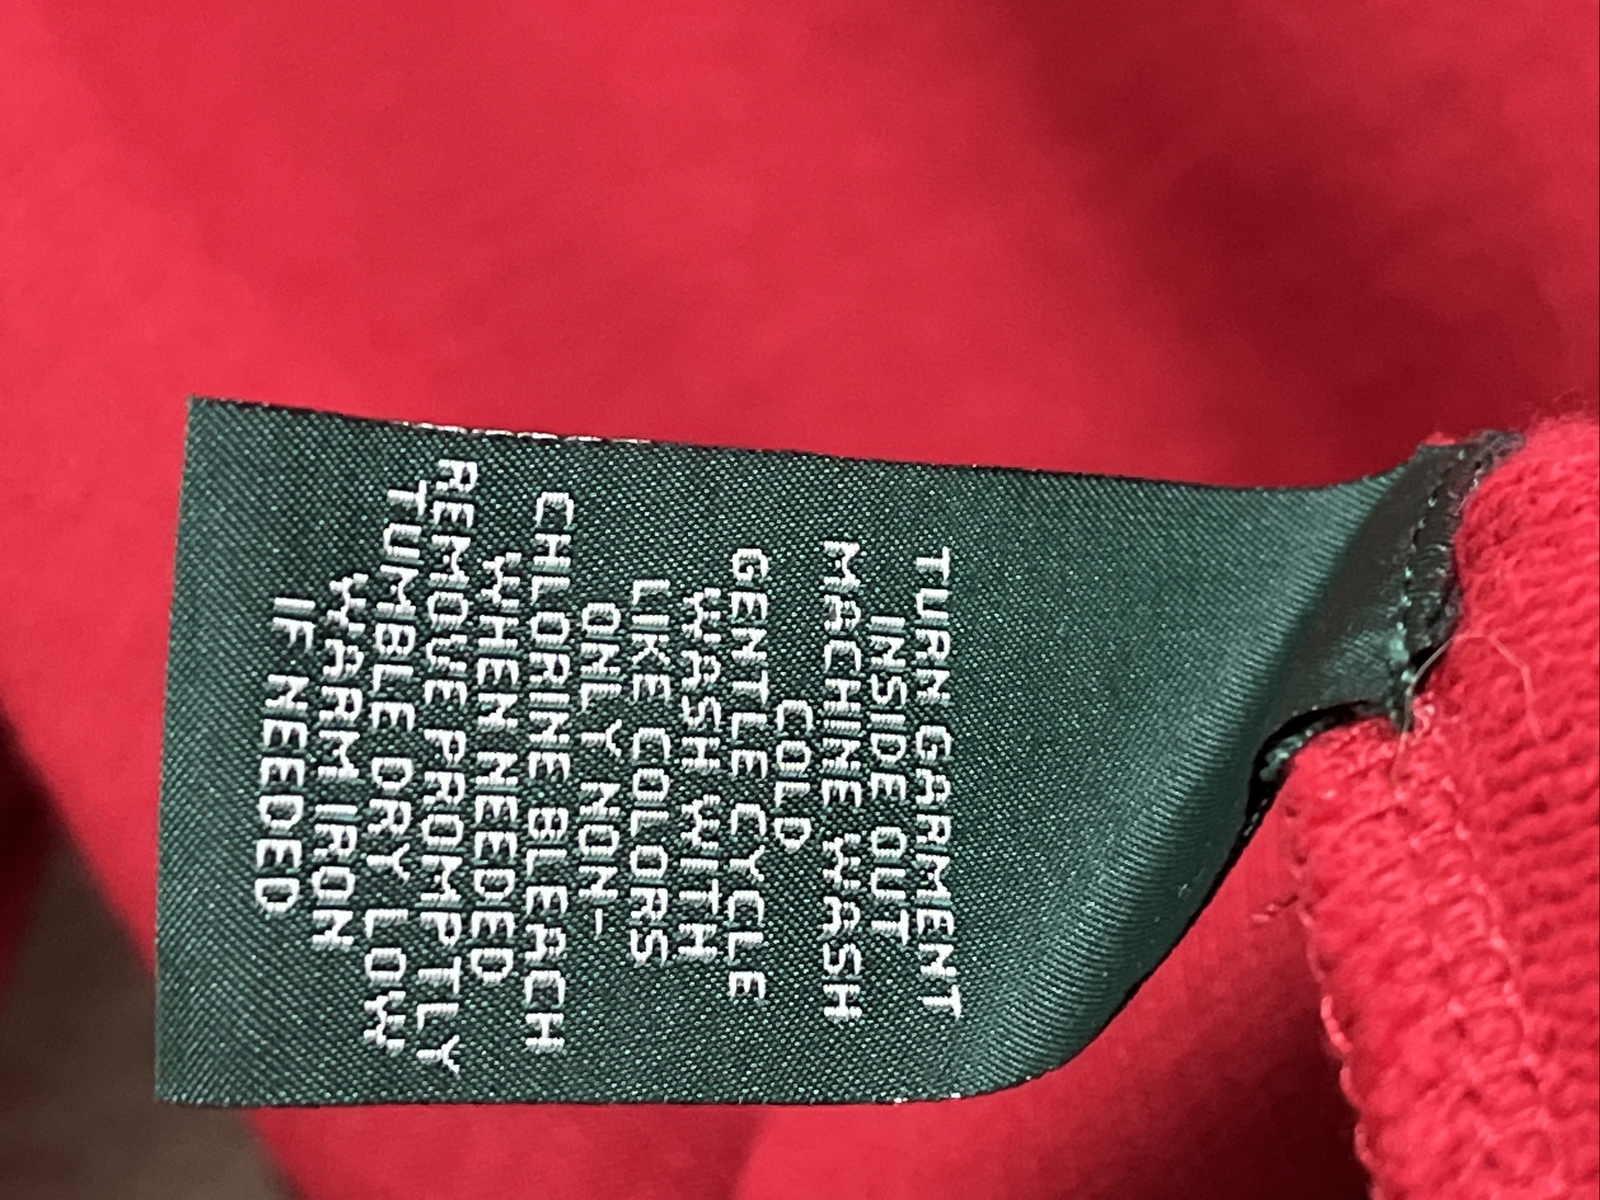 TURN GARMENT
INSIDE OUT
MACHINE WASH
COLD
GENTLE CYCLE
WASH WITH
LIKE COLORS
ONLY NON-
CHLORINE BLEACH
WHEN NEEDED
REMOVE PROMPTLY
TUMBLE DRY LOW
WARM IRON
IF NEEDED